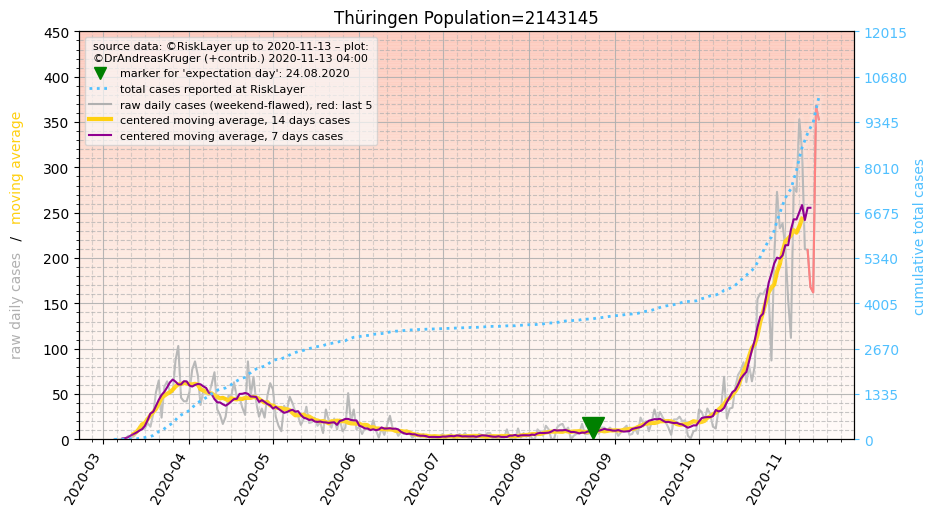 Thüringen Population=2143145
source data: ©RiskLayer up to 2020-11-13 – plot:
©DrAndreasKruger (+contrib.) 2020-11-13 04:00
marker for 'expectation day': 24.08.2020
total cases reported at RiskLayer
raw daily cases (weekend-flawed), red: last 5
centered moving average, 14 days cases
centered moving average, 7 days cases
raw daily cases / moving average
450
400
350
300
250
200
150
100
50
0
12015
10680
9345
8010
6675
5340
4005
2670
1335
0
cumulative total cases
2020-03
2020-04
2020-05
2020-06
2020-07
2020-08
2020-09
2020-10
2020-11